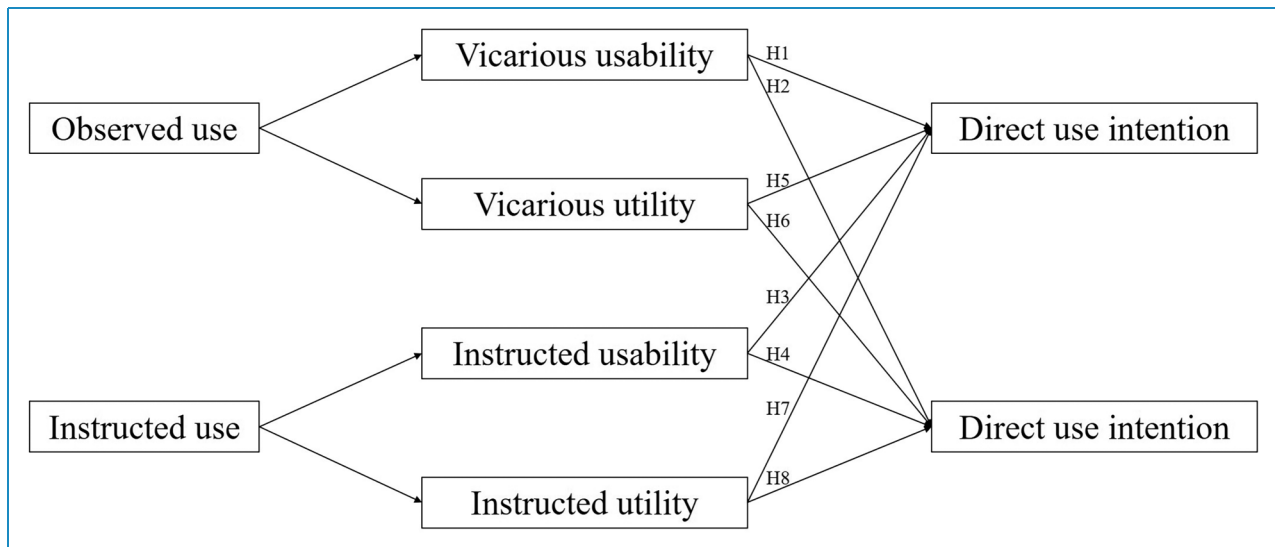 Vicarious usability
H1
H2
Observed use
Direct use intention
Vicarious utility
H5
H6
H3
Instructed usability
H4
H7
Instructed use
Direct use intention
Instructed utility
H8